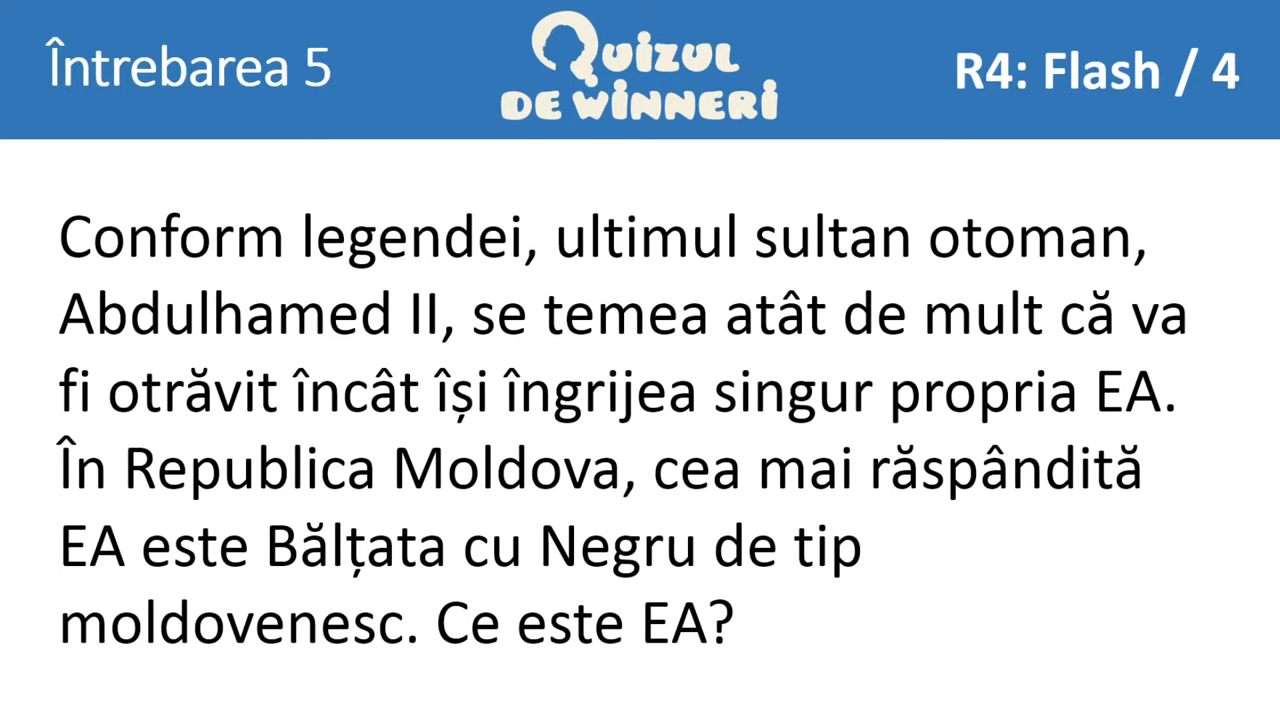 Întrebarea 5
QUIZUL
DE WINNERI
R4: Flash / 4
Conform legendei, ultimul sultan otoman,
Abdulhamed II, se temea atât de mult că va
fi otrăvit încât își îngrijea singur propria EA.
În Republica Moldova, cea mai răspândită
EA este Bălțata cu Negru de tip
moldovenesc. Ce este EA?